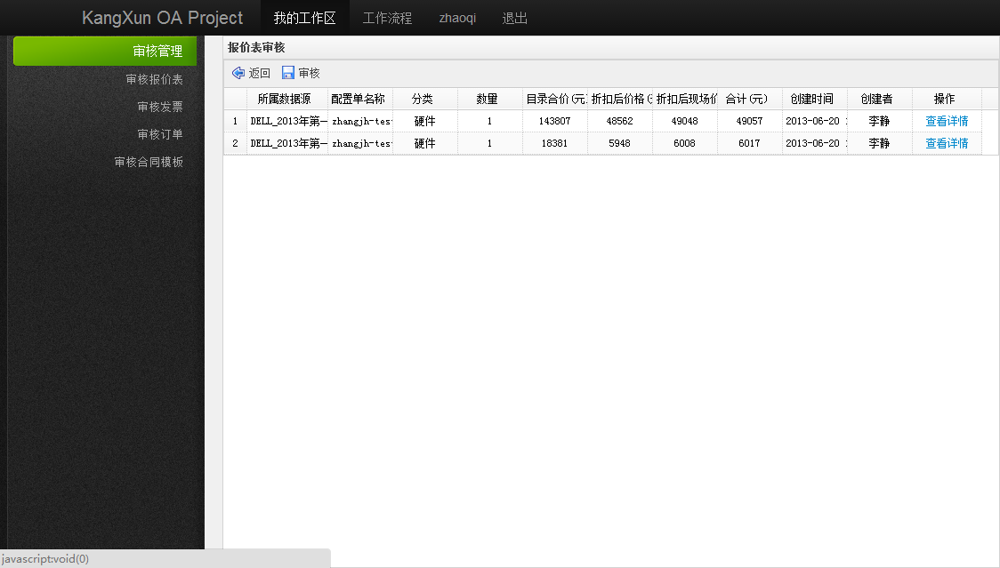 KangXun OA Project 我的工作区 工作流程 zhaoqi 退出
审核管理
审核报价表
审核发票
审核订单
审核合同模板
报价表审核
返回 审核
所属数据源 配置单名称 分类 数量 目录合价(元 折扣后价格( 折扣后现场价 合计(元) 创建时间 创建者 操作
1 DELL_2013年第一 zhangjh-tes 硬件 1 143807 48562 49048 49057 2013-06-20 李静 查看详情
2 DELL_2013年第一 zhangjh-tes 硬件 1 18381 5948 6008 6017 2013-06-20 李静 查看详情
javascript:void(0)